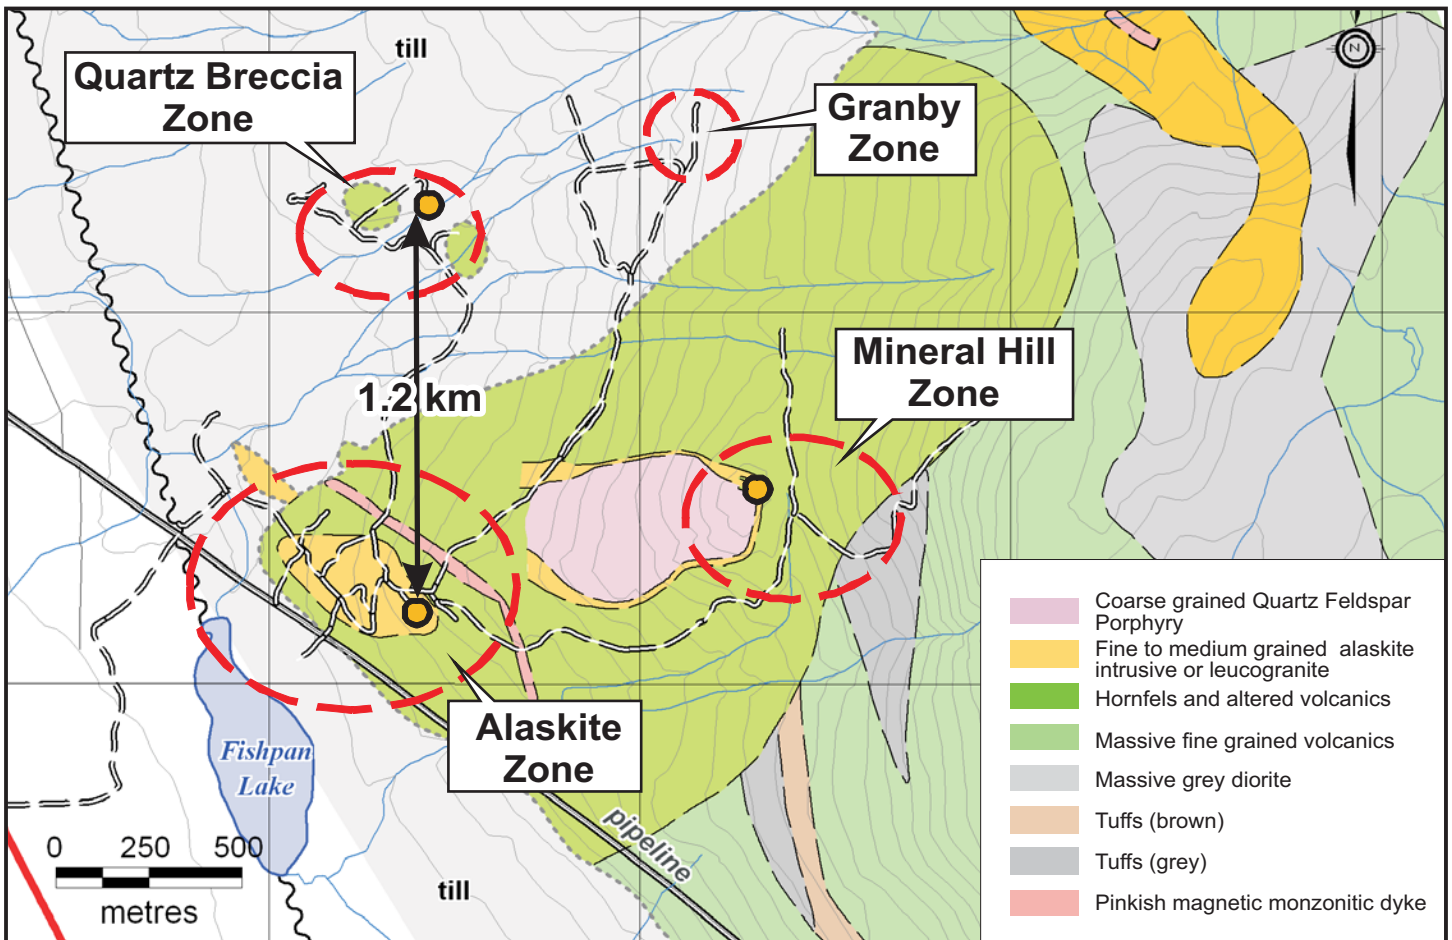 till
Quartz Breccia
Zone
Granby
Zone
N
Mineral Hill
Zone
1.2 km
Alaskite
Zone
Fishpan
Lake
pipeline
0 250 500
metres
till
Coarse grained Quartz Feldspar
Porphyry
Fine to medium grained alaskite
intrusive or leucogranite
Hornfels and altered volcanics
Massive fine grained volcanics
Massive grey diorite
Tuffs (brown)
Tuffs (grey)
Pinkish magnetic monzonitic dyke